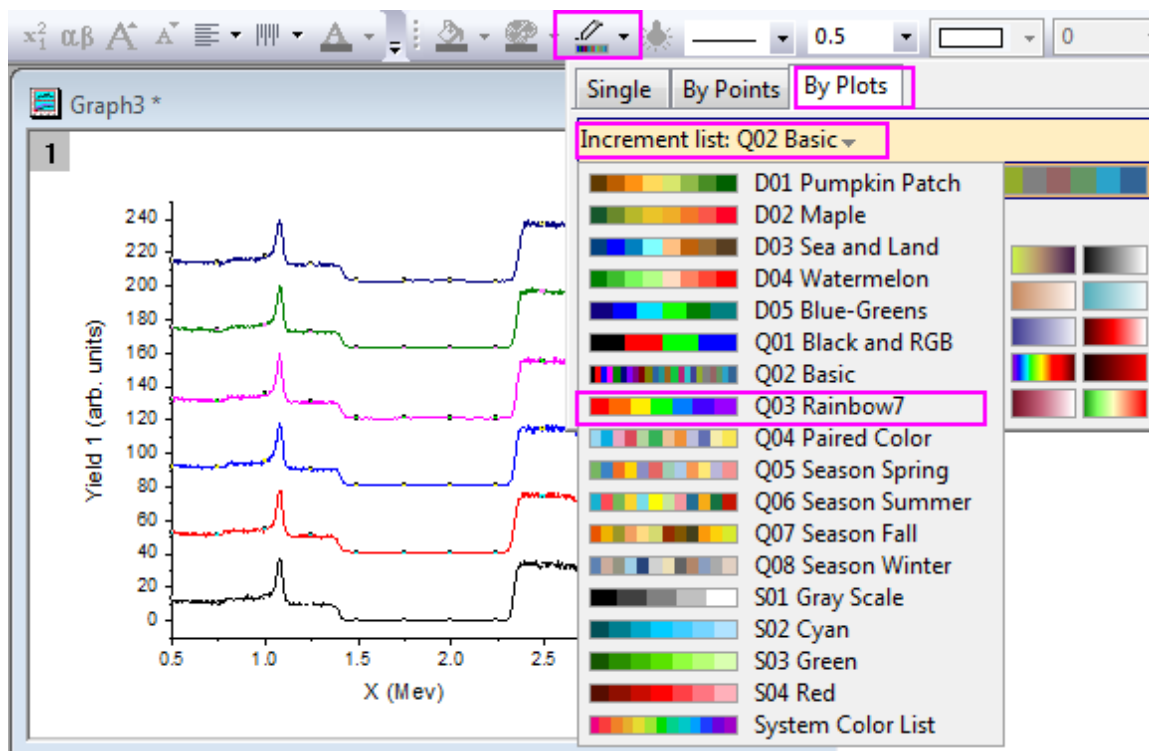 x²₁ αβ A A A 0.5 0
Single By Points By Plots
Graph3 *
Increment list: Q02 Basic
1
D01 Pumpkin Patch
D02 Maple
D03 Sea and Land
D04 Watermelon
D05 Blue-Greens
Q01 Black and RGB
Q02 Basic
Q03 Rainbow7
Q04 Paired Color
Q05 Season Spring
Q06 Season Summer
Q07 Season Fall
Q08 Season Winter
S01 Gray Scale
S02 Cyan
S03 Green
S04 Red
System Color List
240
220
200
180
160
140
120
100
80
60
40
20
0
Yield 1 (arb. units)
0.5 1.0 1.5 2.0 2.5
X (Mev)